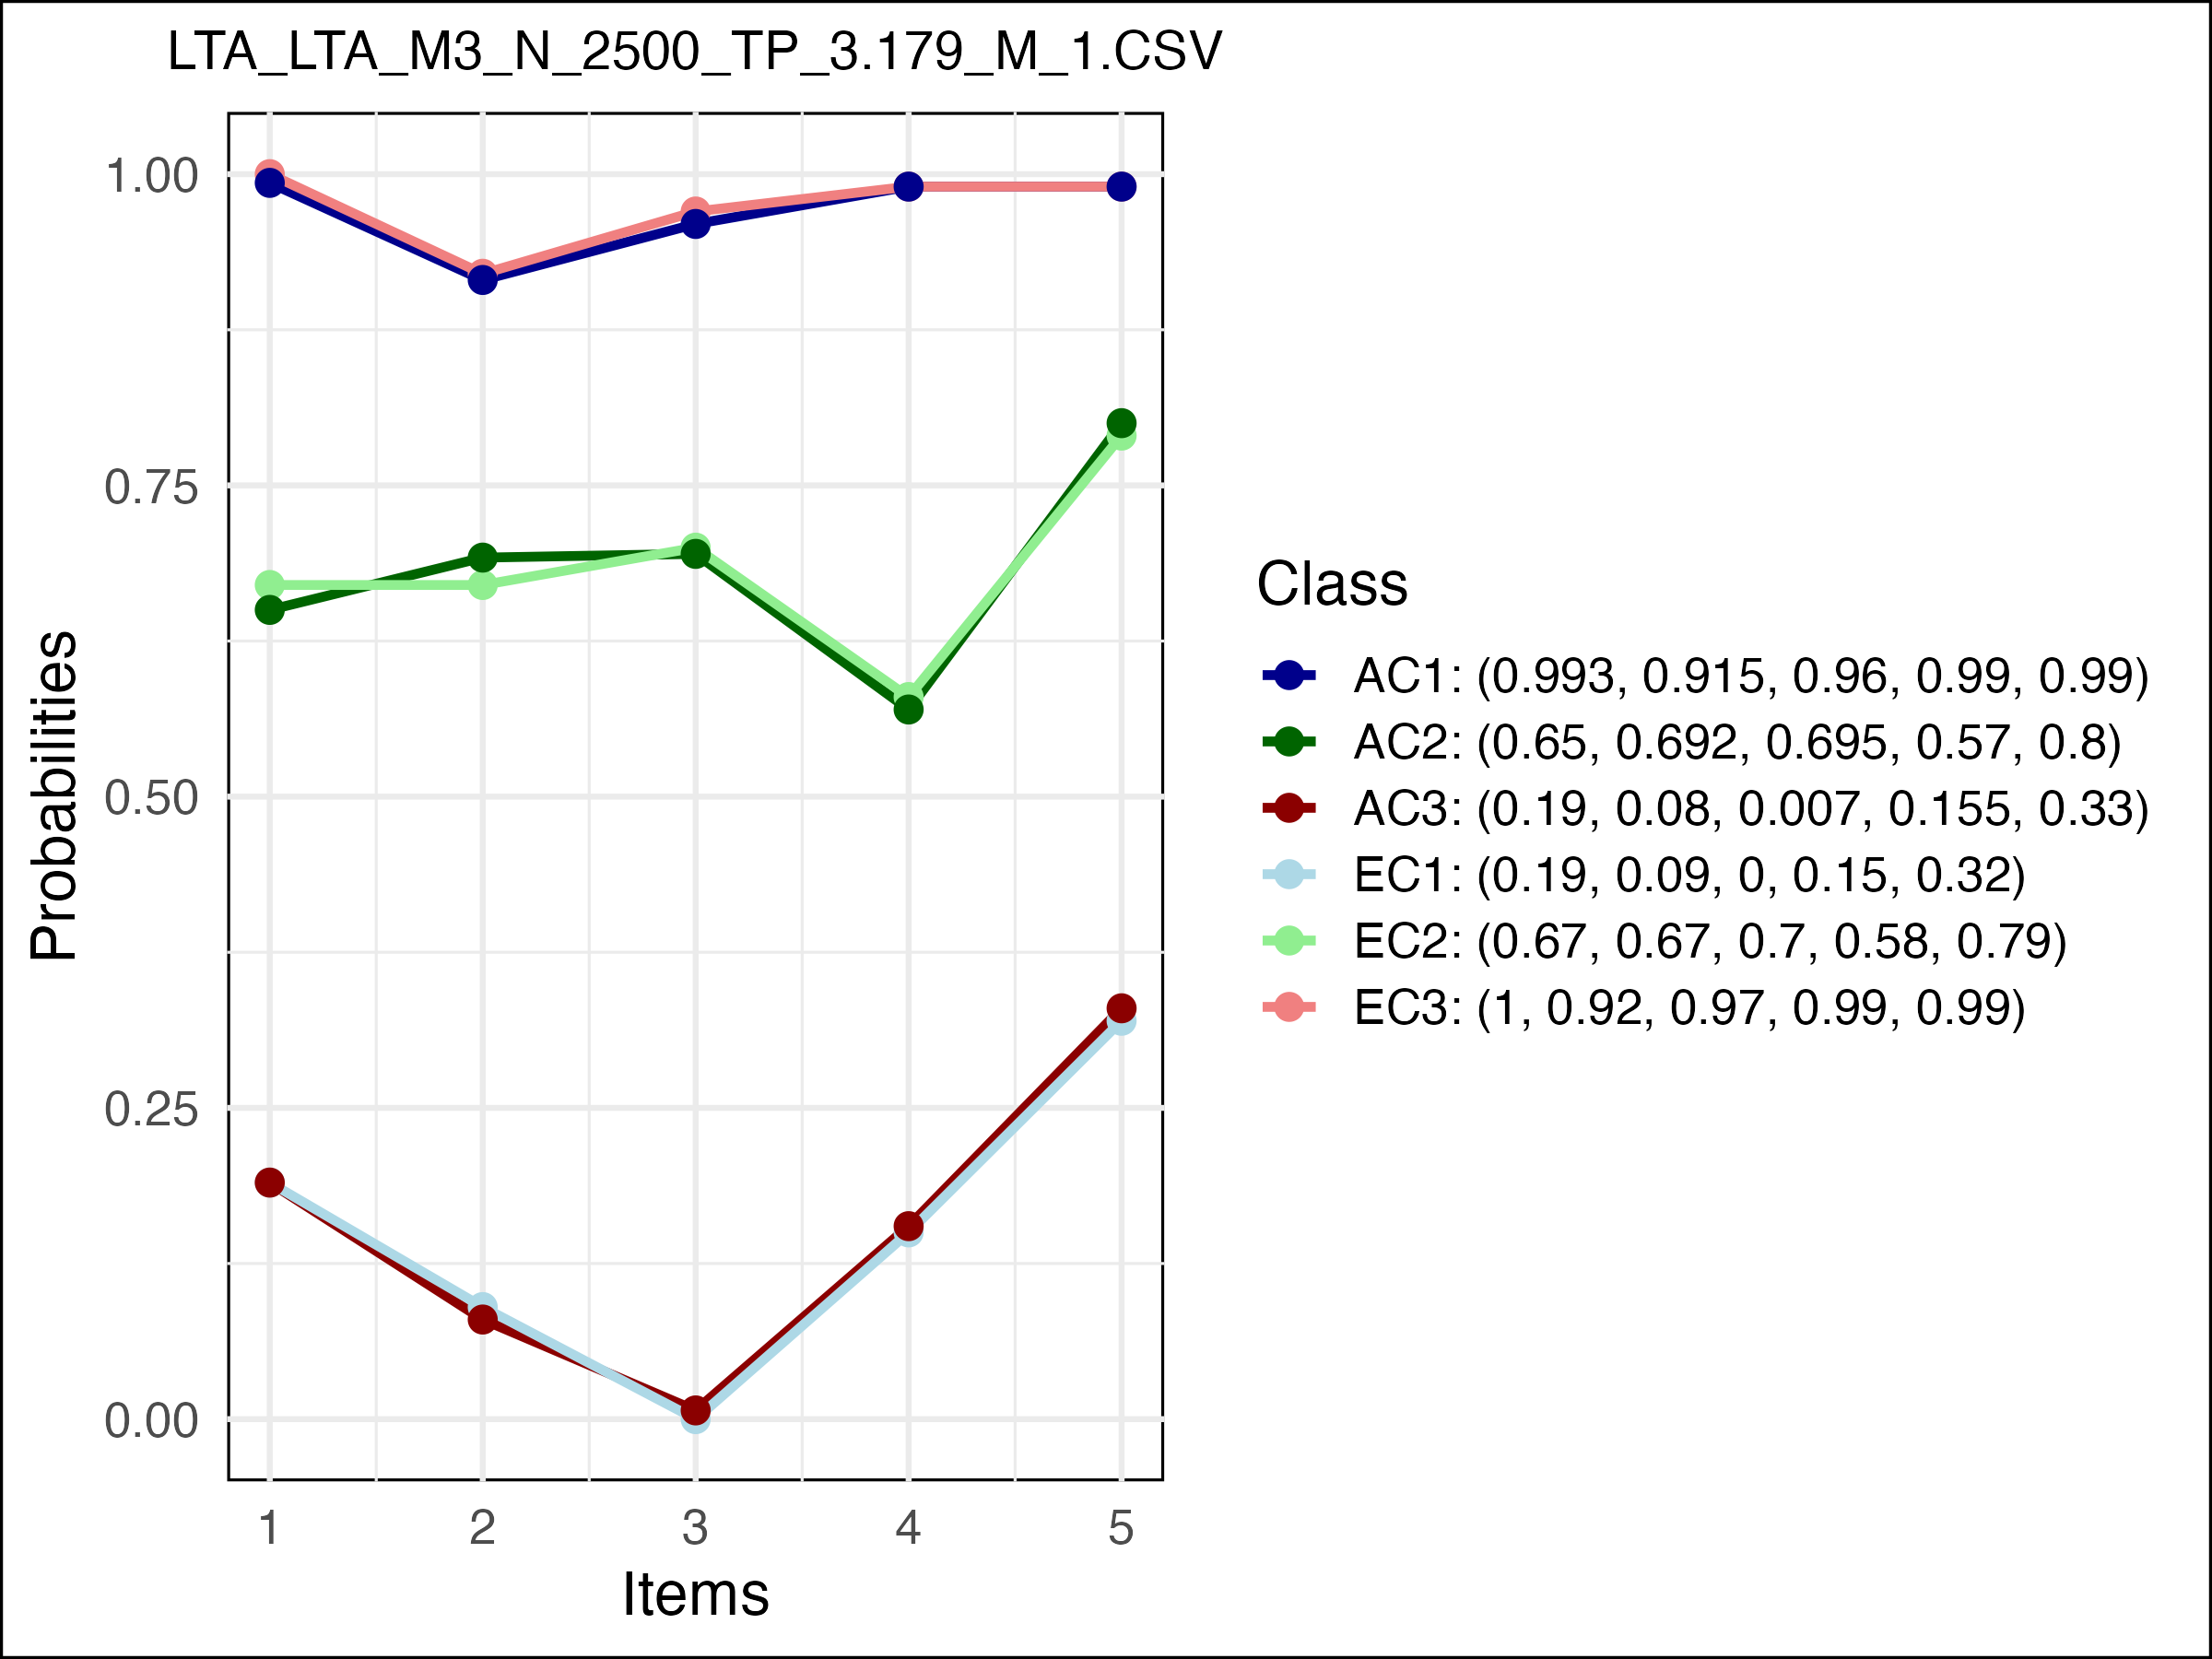 LTA_LTA_M3_N_2500_TP_3.179_M_1.CSV
1.00
0.75
0.50
0.25
0.00
Probabilities
1 2 3 4 5
Items
Class
AC1: (0.993, 0.915, 0.96, 0.99, 0.99)
AC2: (0.65, 0.692, 0.695, 0.57, 0.8)
AC3: (0.19, 0.08, 0.007, 0.155, 0.33)
EC1: (0.19, 0.09, 0, 0.15, 0.32)
EC2: (0.67, 0.67, 0.7, 0.58, 0.79)
EC3: (1, 0.92, 0.97, 0.99, 0.99)